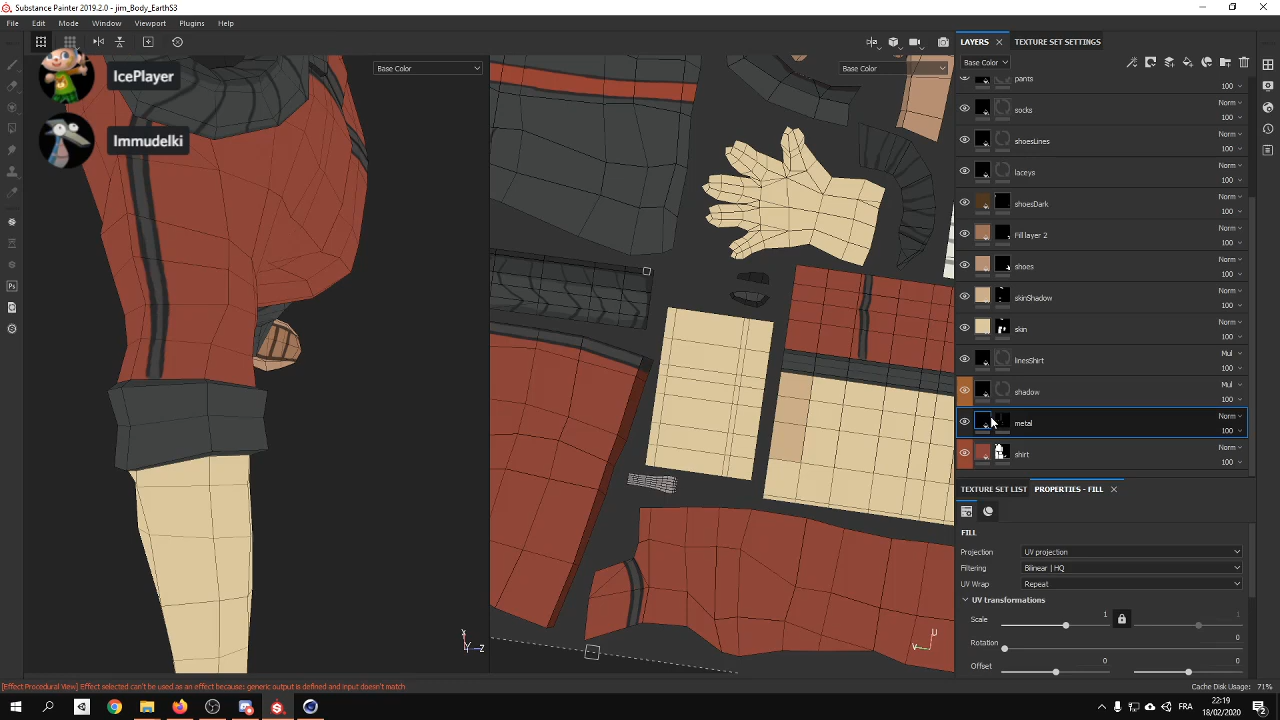 Substance Painter 2019.2.0 - jim_Body_EarthS3
File Edit Mode Window Viewport Plugins Help
LAYERS TEXTURE SET SETTINGS
Base Color Base Color Base Color
IcePlayer
Immudelki
pants
100
socks Norm
100
shoesLines Norm
100
laceys Norm
100
shoesDark Norm
100
Fill layer 2 Norm
100
shoes Norm
100
skinShadow Norm
100
skin Norm
100
linesShirt Mul
100
shadow Mul
100
metal Norm
100
shirt Norm
100
TEXTURE SET LIST PROPERTIES - FILL
FILL
Projection UV projection
Filtering Bilinear | HQ
UV Wrap Repeat
UV transformations
Scale 1 1
Rotation 0
Offset 0 0
X Y Z
U V
[Effect Procedural View] Effect selected can't be used as an effect because: generic output is defined and input doesn't match
Cache Disk Usage: 71%
FRA
22:19
18/02/2020
2